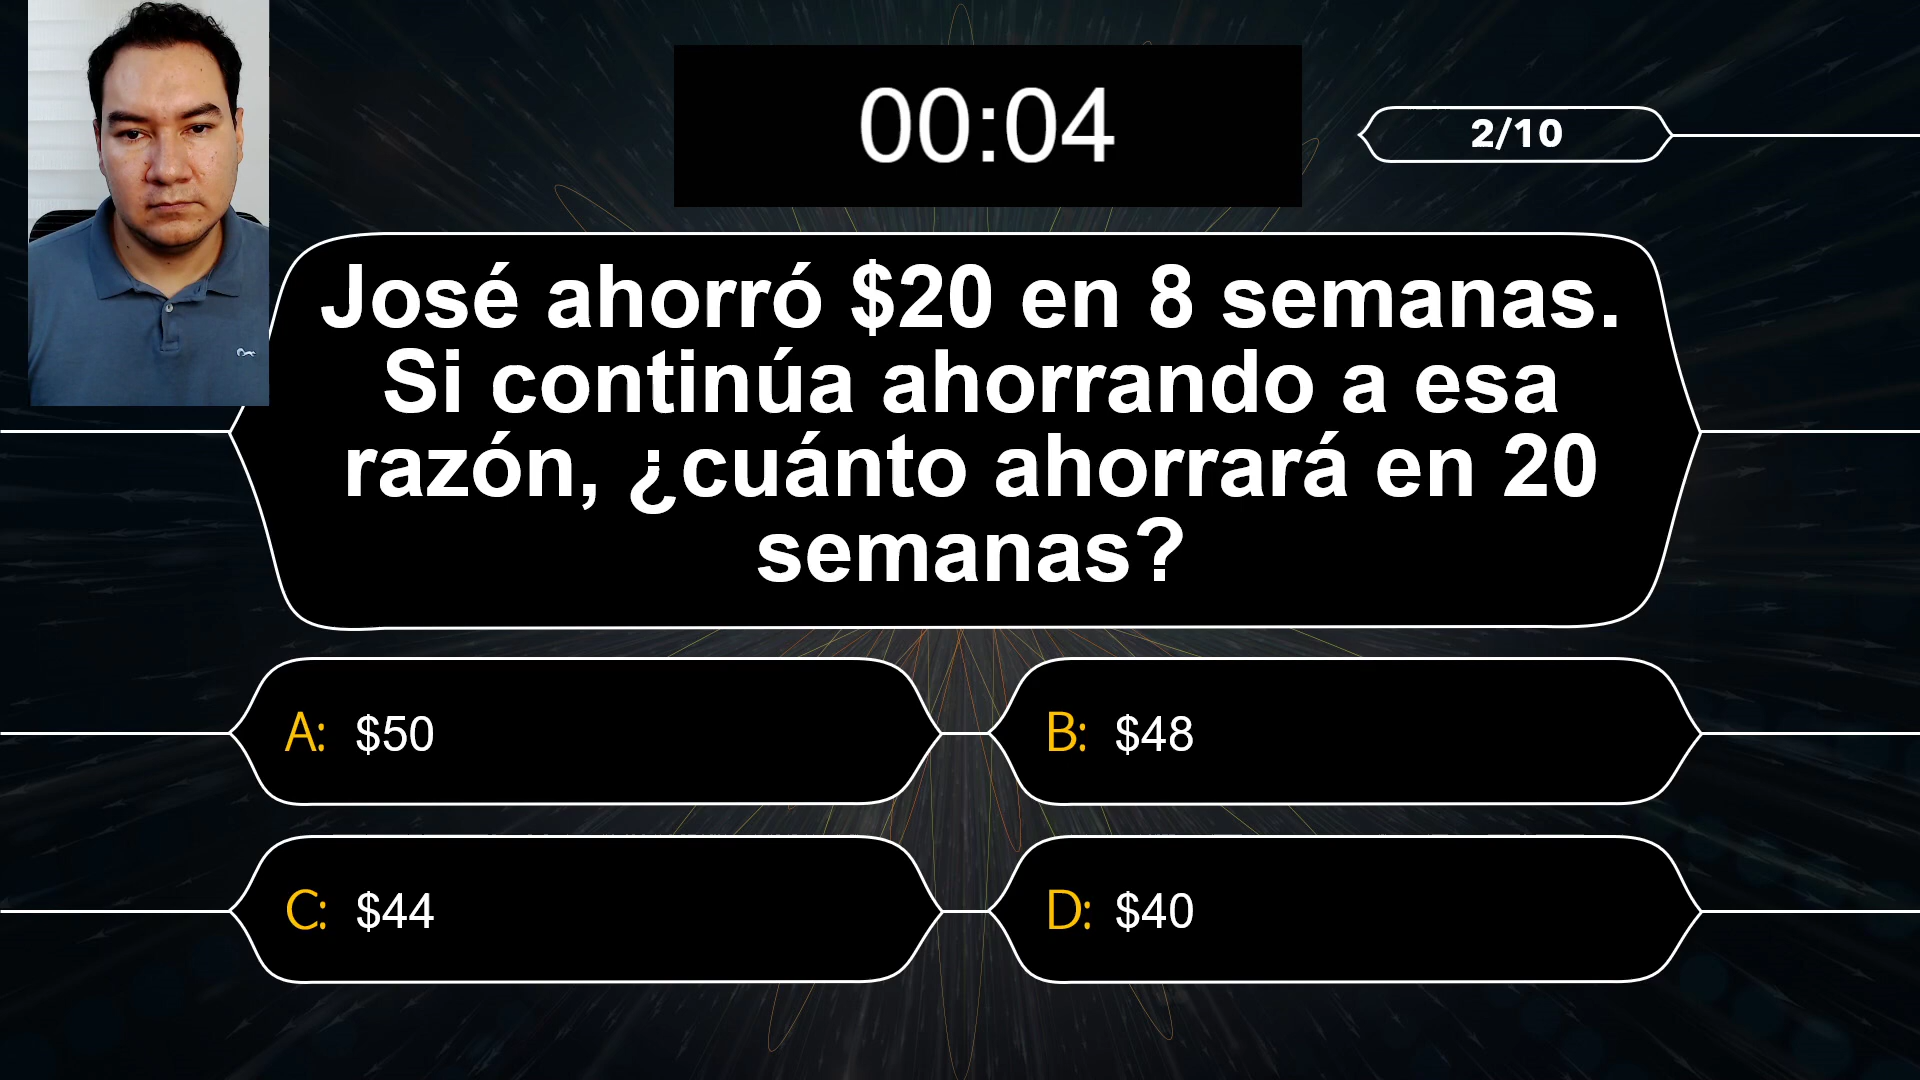 00:04
2/10
José ahorró $20 en 8 semanas.
Si continúa ahorrando a esa
razón, ¿cuánto ahorrará en 20
semanas?
A: $50
B: $48
C: $44
D: $40